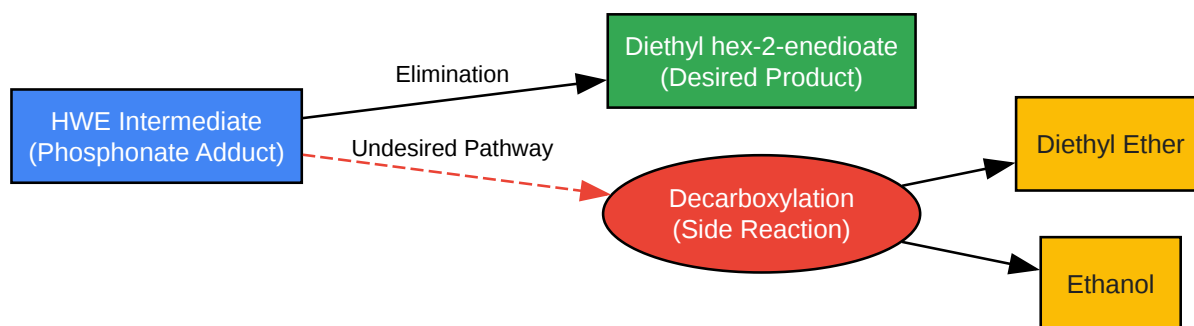 HWE Intermediate
(Phosphonate Adduct)
Elimination
Undesired Pathway
Diethyl hex-2-enedioate
(Desired Product)
Decarboxylation
(Side Reaction)
Diethyl Ether
Ethanol